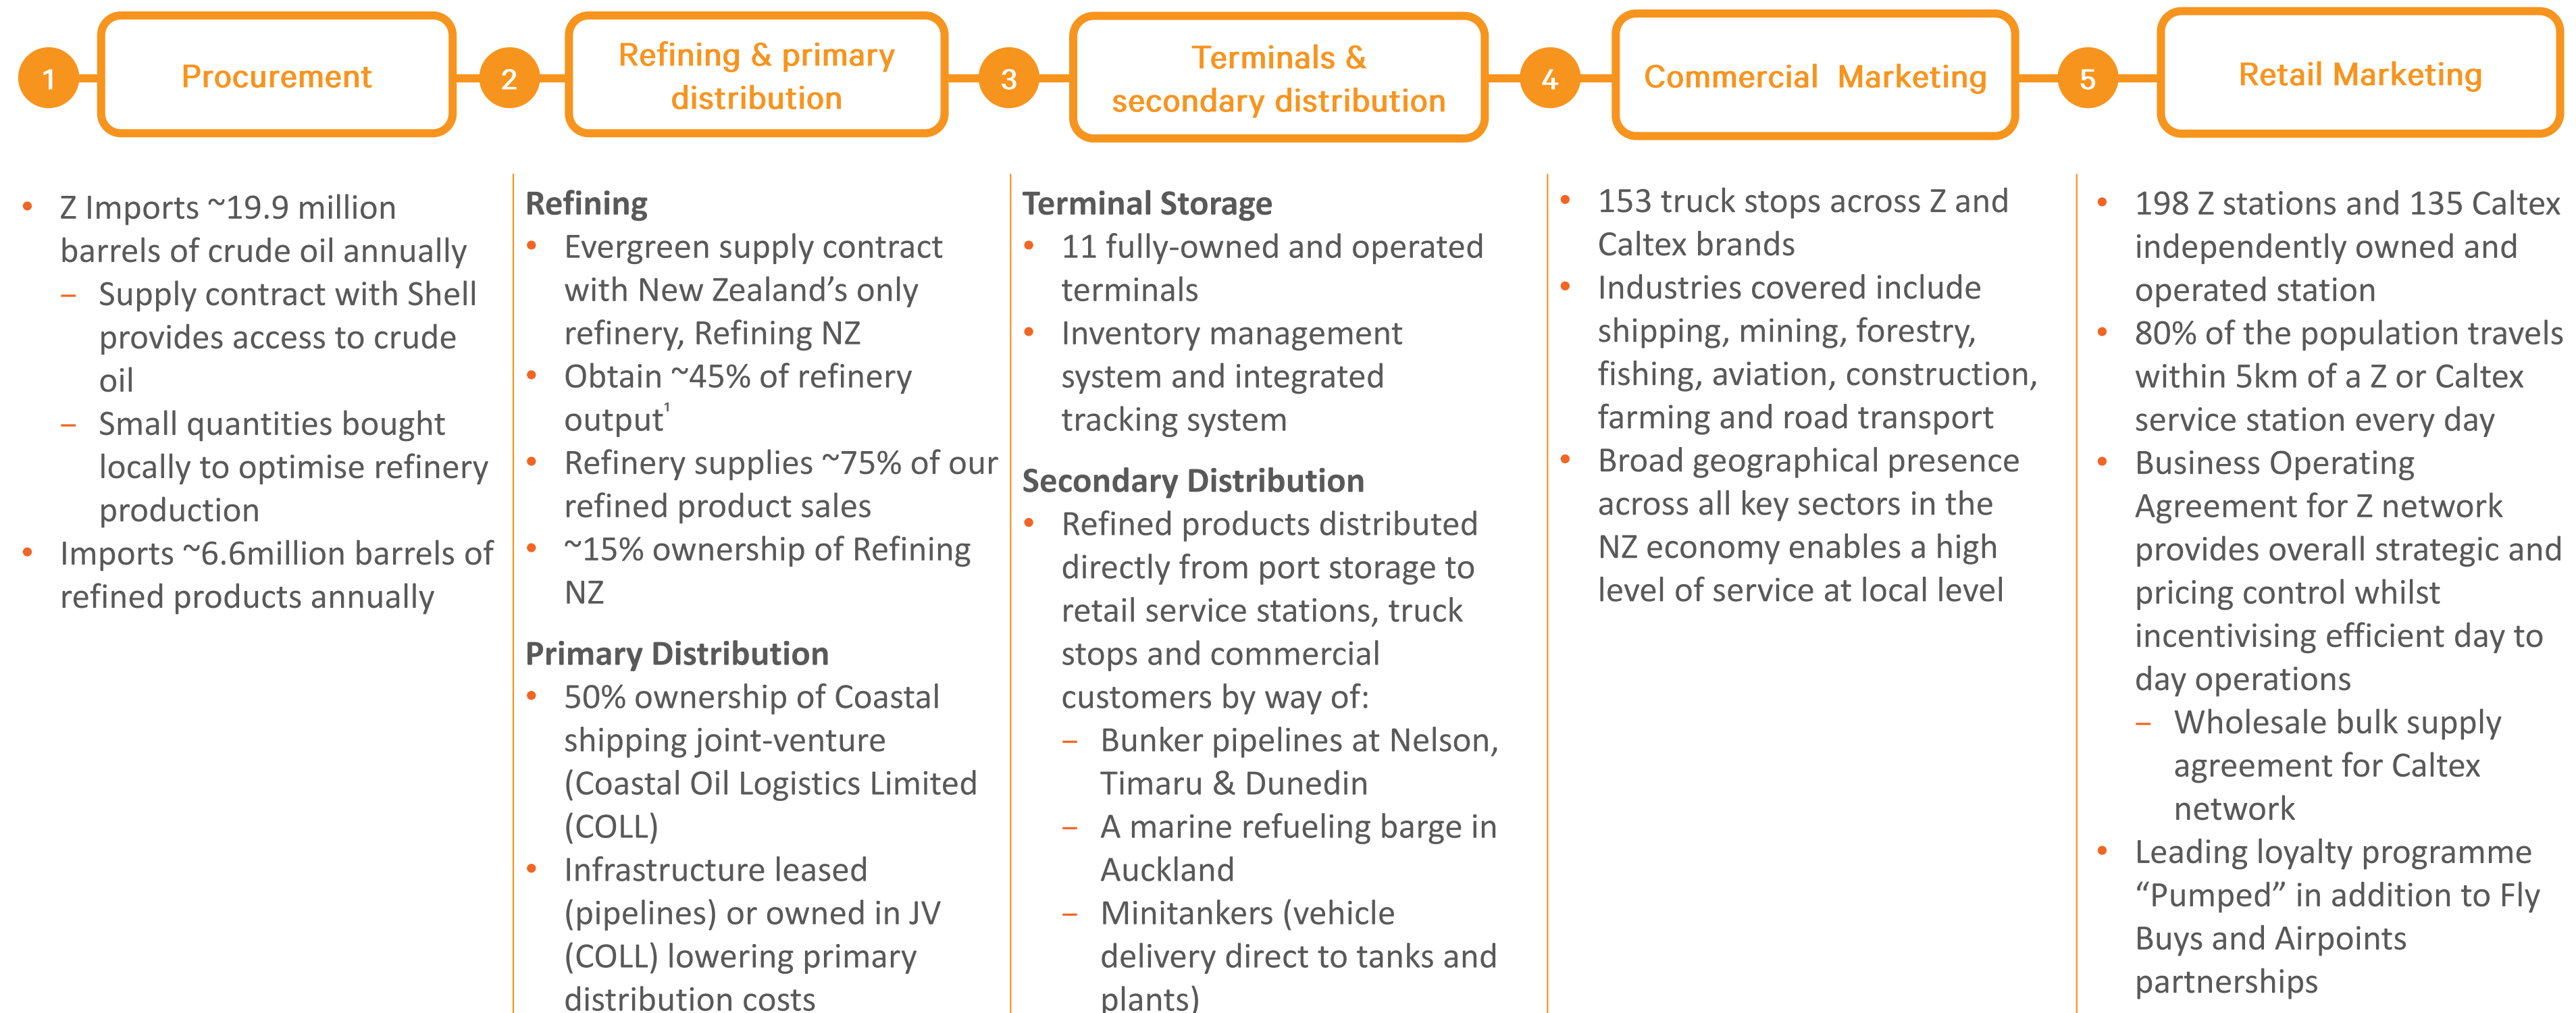 1
Procurement
2
Refining & primary
distribution
3
Terminals &
secondary distribution
4
Commercial Marketing
5
Retail Marketing
• Z Imports ~19.9 million
barrels of crude oil annually
– Supply contract with Shell
provides access to crude
oil
– Small quantities bought
locally to optimise refinery
production
• Imports ~6.6million barrels of
refined products annually
Refining
• Evergreen supply contract
with New Zealand’s only
refinery, Refining NZ
• Obtain ~45% of refinery
output¹
• Refinery supplies ~75% of our
refined product sales
• ~15% ownership of Refining
NZ
Primary Distribution
• 50% ownership of Coastal
shipping joint-venture
(Coastal Oil Logistics Limited
(COLL)
• Infrastructure leased
(pipelines) or owned in JV
(COLL) lowering primary
distribution costs
Terminal Storage
• 11 fully-owned and operated
terminals
• Inventory management
system and integrated
tracking system
Secondary Distribution
• Refined products distributed
directly from port storage to
retail service stations, truck
stops and commercial
customers by way of:
– Bunker pipelines at Nelson,
Timaru & Dunedin
– A marine refueling barge in
Auckland
– Minitankers (vehicle
delivery direct to tanks and
plants)
• 153 truck stops across Z and
Caltex brands
• Industries covered include
shipping, mining, forestry,
fishing, aviation, construction,
farming and road transport
• Broad geographical presence
across all key sectors in the
NZ economy enables a high
level of service at local level
• 198 Z stations and 135 Caltex
independently owned and
operated station
• 80% of the population travels
within 5km of a Z or Caltex
service station every day
• Business Operating
Agreement for Z network
provides overall strategic and
pricing control whilst
incentivising efficient day to
day operations
– Wholesale bulk supply
agreement for Caltex
network
• Leading loyalty programme
“Pumped” in addition to Fly
Buys and Airpoints
partnerships